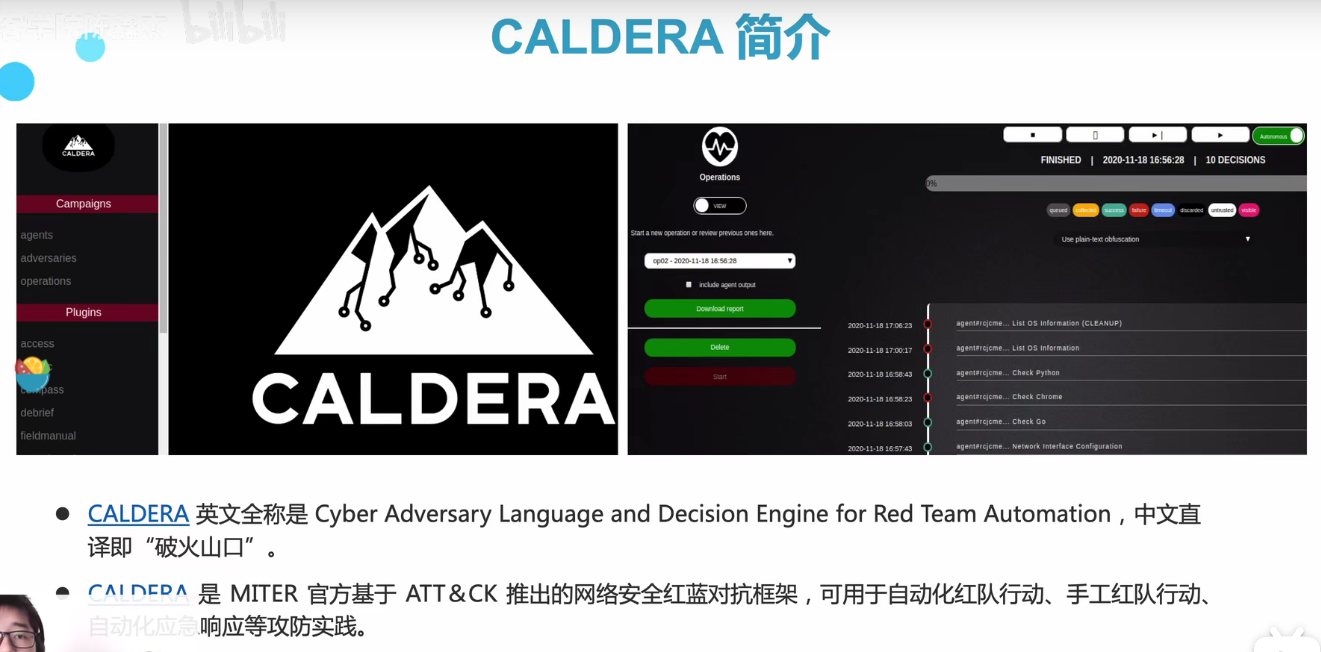 bilibili
CALDERA 简介
CALDERA
Campaigns
agents
adversaries
operations
Plugins
access
debrief
fieldmanual
CALDERA
Operations
VIEW
Start a new operation or review previous ones here.
op02 - 2020-11-18 16:56:28
include agent output
Download report
Delete
Start
Autonomous
FINISHED | 2020-11-18 16:56:28 | 10 DECISIONS
0%
queued collected success failure timeout discarded untrusted visible
Use plain-text obfuscation
2020-11-18 17:06:23 agent#rcjcme... List OS Information (CLEANUP)
2020-11-18 17:00:17 agent#rcjcme... List OS Information
2020-11-18 16:58:43 agent#rcjcme... Check Python
2020-11-18 16:58:23 agent#rcjcme... Check Chrome
2020-11-18 16:58:03 agent#rcjcme... Check Go
2020-11-18 16:57:43 agent#rcjcme... Network Interface Configuration
● CALDERA 英文全称是 Cyber Adversary Language and Decision Engine for Red Team Automation，中文直
译即“破火山口”。
● CALDERA 是 MITER 官方基于 ATT&CK 推出的网络安全红蓝对抗框架，可用于自动化红队行动、手工红队行动、
自动化应急响应等攻防实践。